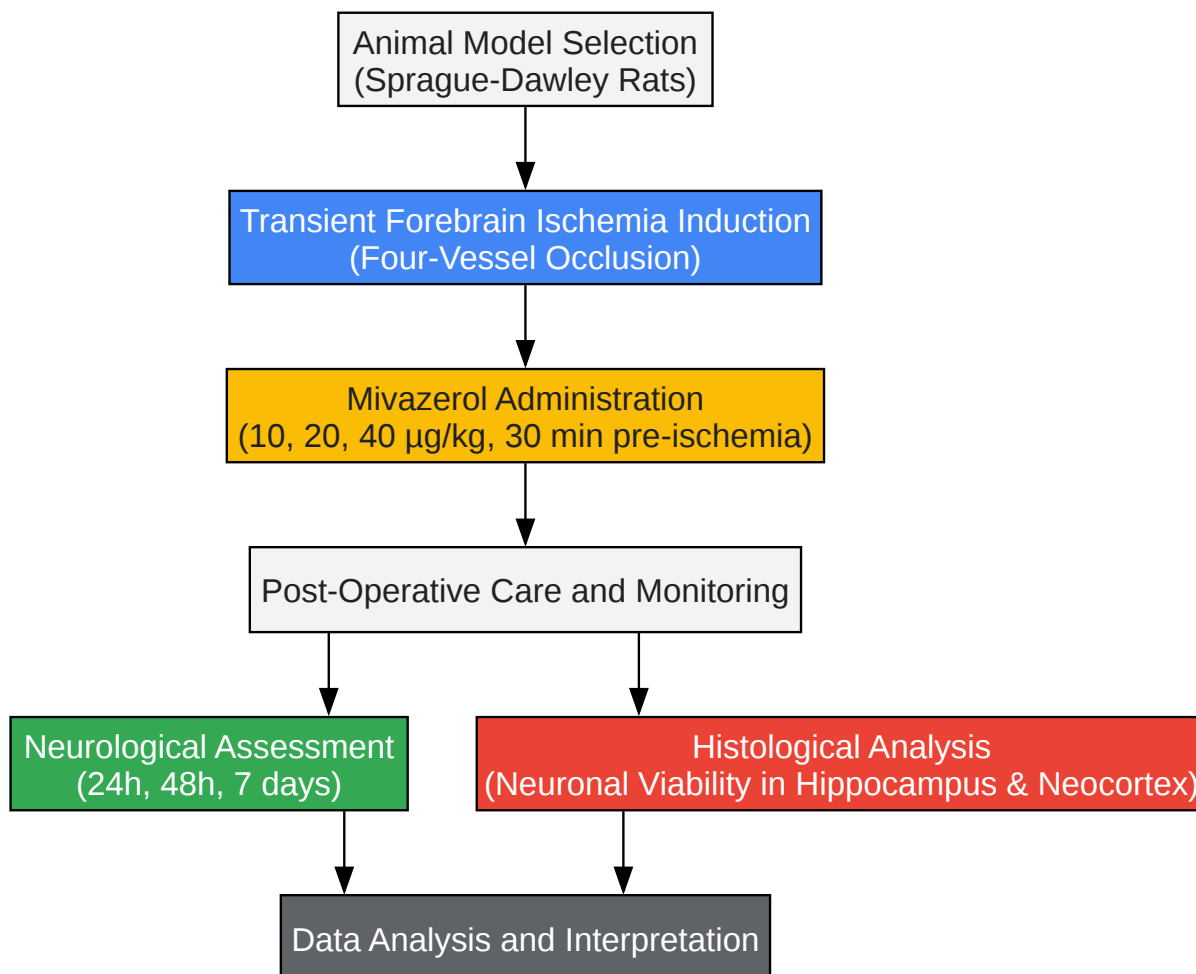 Animal Model Selection
(Sprague-Dawley Rats)
Transient Forebrain Ischemia Induction
(Four-Vessel Occlusion)
Mivazerol Administration
(10, 20, 40 µg/kg, 30 min pre-ischemia)
Post-Operative Care and Monitoring
Neurological Assessment
(24h, 48h, 7 days)
Histological Analysis
(Neuronal Viability in Hippocampus & Neocortex)
Data Analysis and Interpretation